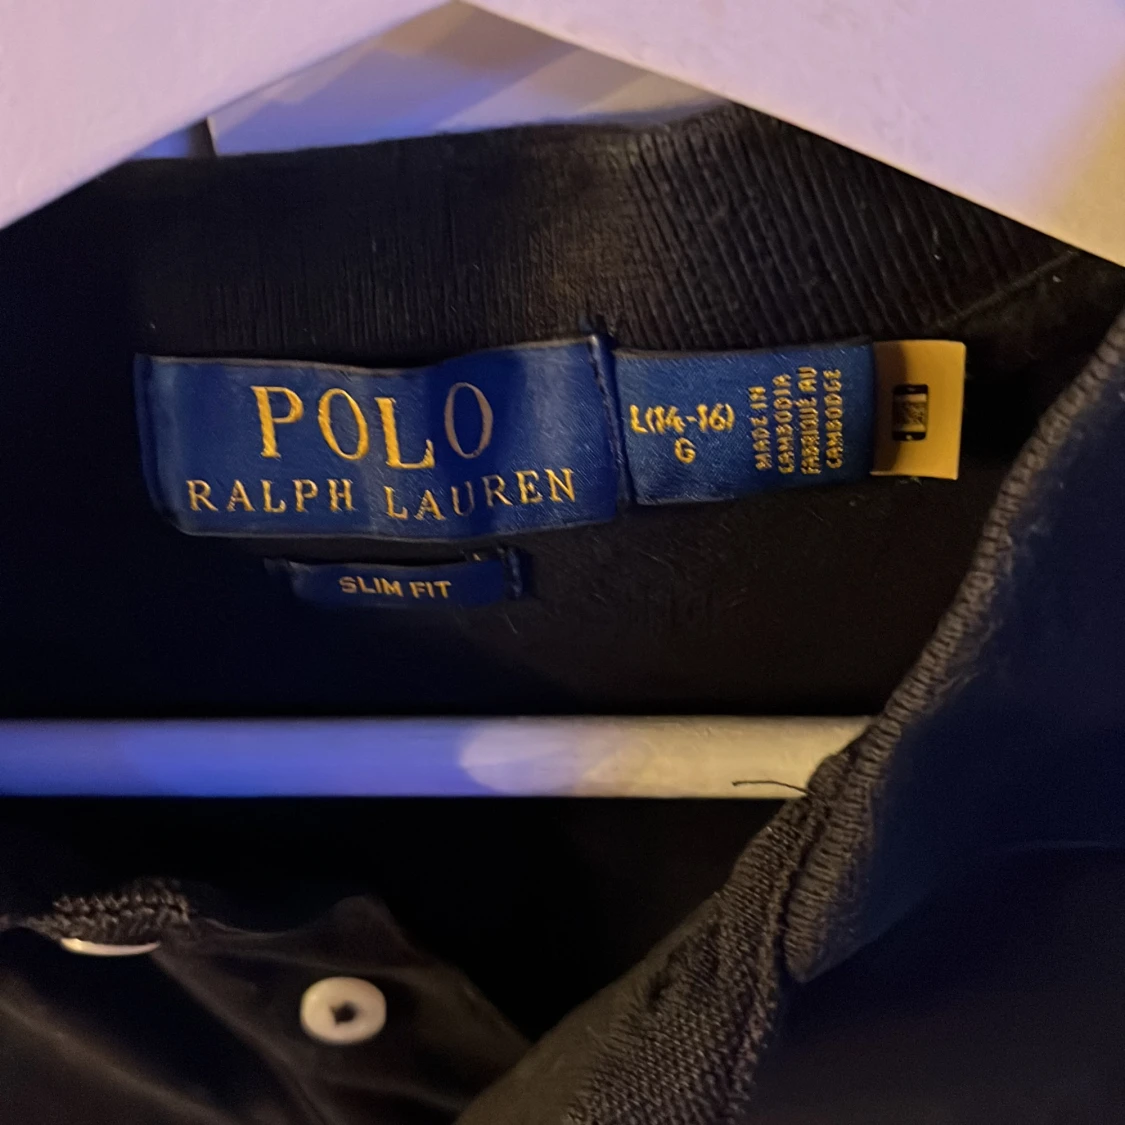 POLO
RALPH LAUREN
L(14-16)
G
MADE IN
CAMBODIA
FABRIQUÉ AU
CAMBODGE
SLIM FIT